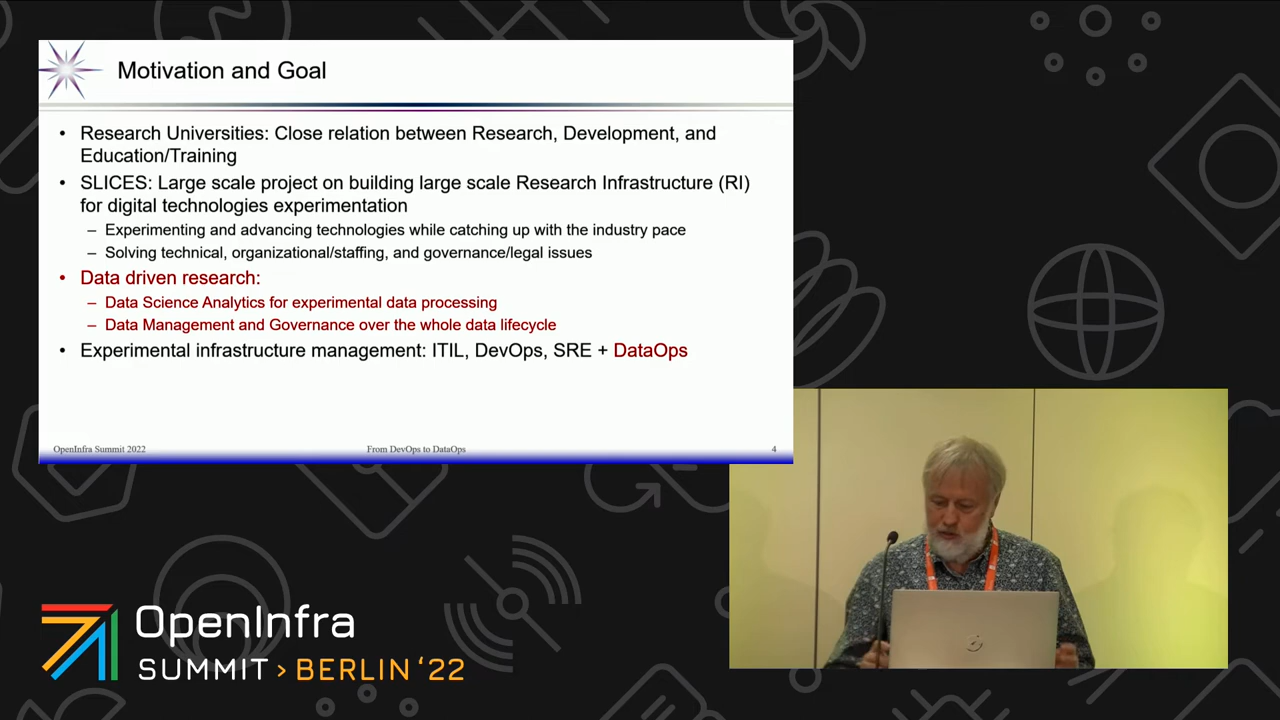 Motivation and Goal
• Research Universities: Close relation between Research, Development, and
Education/Training
• SLICES: Large scale project on building large scale Research Infrastructure (RI)
for digital technologies experimentation
– Experimenting and advancing technologies while catching up with the industry pace
– Solving technical, organizational/staffing, and governance/legal issues
• Data driven research:
– Data Science Analytics for experimental data processing
– Data Management and Governance over the whole data lifecycle
• Experimental infrastructure management: ITIL, DevOps, SRE + DataOps
OpenInfra Summit 2022
From DevOps to DataOps
4
OpenInfra
SUMMIT > BERLIN ‘22